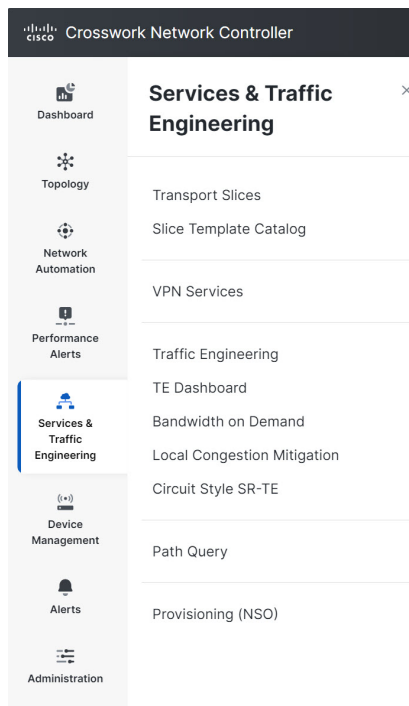 cisco Crosswork Network Controller
Dashboard
Topology
Network
Automation
Performance
Alerts
Services &
Traffic
Engineering
Device
Management
Alerts
Administration
Services & Traffic
Engineering
Transport Slices
Slice Template Catalog
VPN Services
Traffic Engineering
TE Dashboard
Bandwidth on Demand
Local Congestion Mitigation
Circuit Style SR-TE
Path Query
Provisioning (NSO)